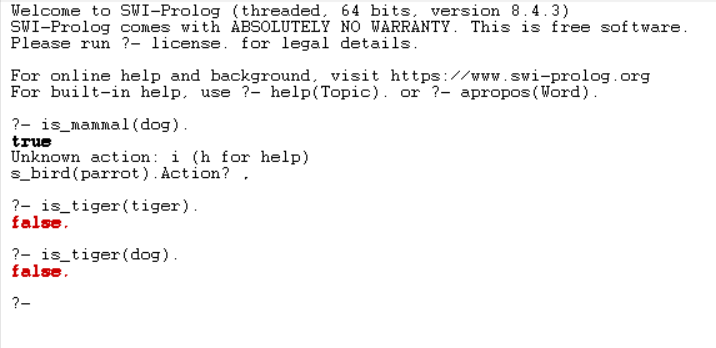 Welcome to SWI-Prolog (threaded, 64 bits, version 8.4.3)
SWI-Prolog comes with ABSOLUTELY NO WARRANTY. This is free software.
Please run ?- license. for legal details.
For online help and background, visit https://www.swi-prolog.org
For built-in help, use ?- help(Topic). or ?- apropos(Word).
?- is_mammal(dog).
true
Unknown action: i (h for help)
s_bird(parrot).Action? .
?- is_tiger(tiger).
false.
?- is_tiger(dog).
false.
?-